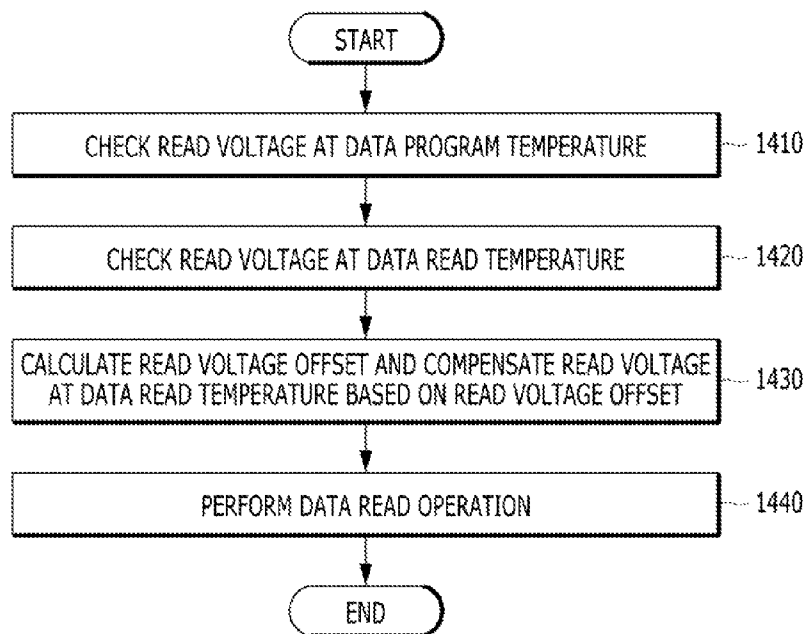 START
CHECK READ VOLTAGE AT DATA PROGRAM TEMPERATURE
1410
CHECK READ VOLTAGE AT DATA READ TEMPERATURE
1420
CALCULATE READ VOLTAGE OFFSET AND COMPENSATE READ VOLTAGE
AT DATA READ TEMPERATURE BASED ON READ VOLTAGE OFFSET
1430
PERFORM DATA READ OPERATION
1440
END